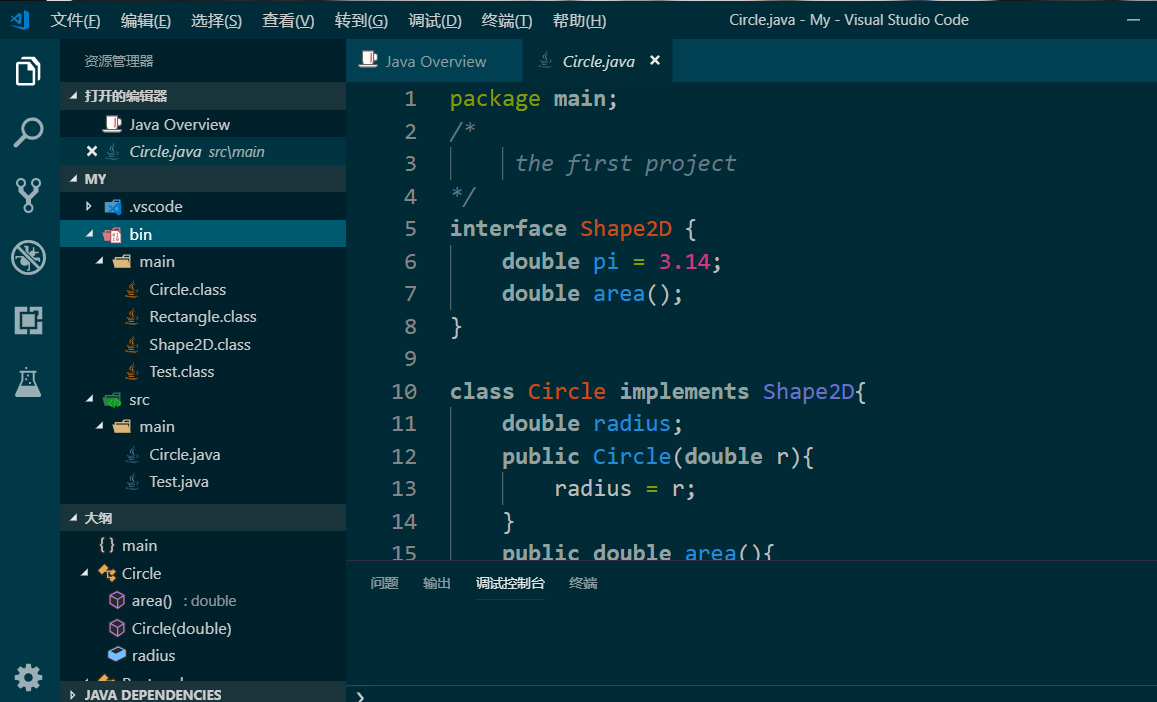 文件(F) 编辑(E) 选择(S) 查看(V) 转到(G) 调试(D) 终端(T) 帮助(H) Circle.java - My - Visual Studio Code
资源管理器
打开的编辑器
Java Overview
Circle.java src\main
MY
.vscode
bin
main
Circle.class
Rectangle.class
Shape2D.class
Test.class
src
main
Circle.java
Test.java
大纲
{} main
Circle
area() : double
Circle(double)
radius
JAVA DEPENDENCIES
Java Overview Circle.java
1 package main;
2 /*
3 the first project
4 */
5 interface Shape2D {
6 double pi = 3.14;
7 double area();
8 }
9
10 class Circle implements Shape2D{
11 double radius;
12 public Circle(double r){
13 radius = r;
14 }
15 public double area(){
问题 输出 调试控制台 终端